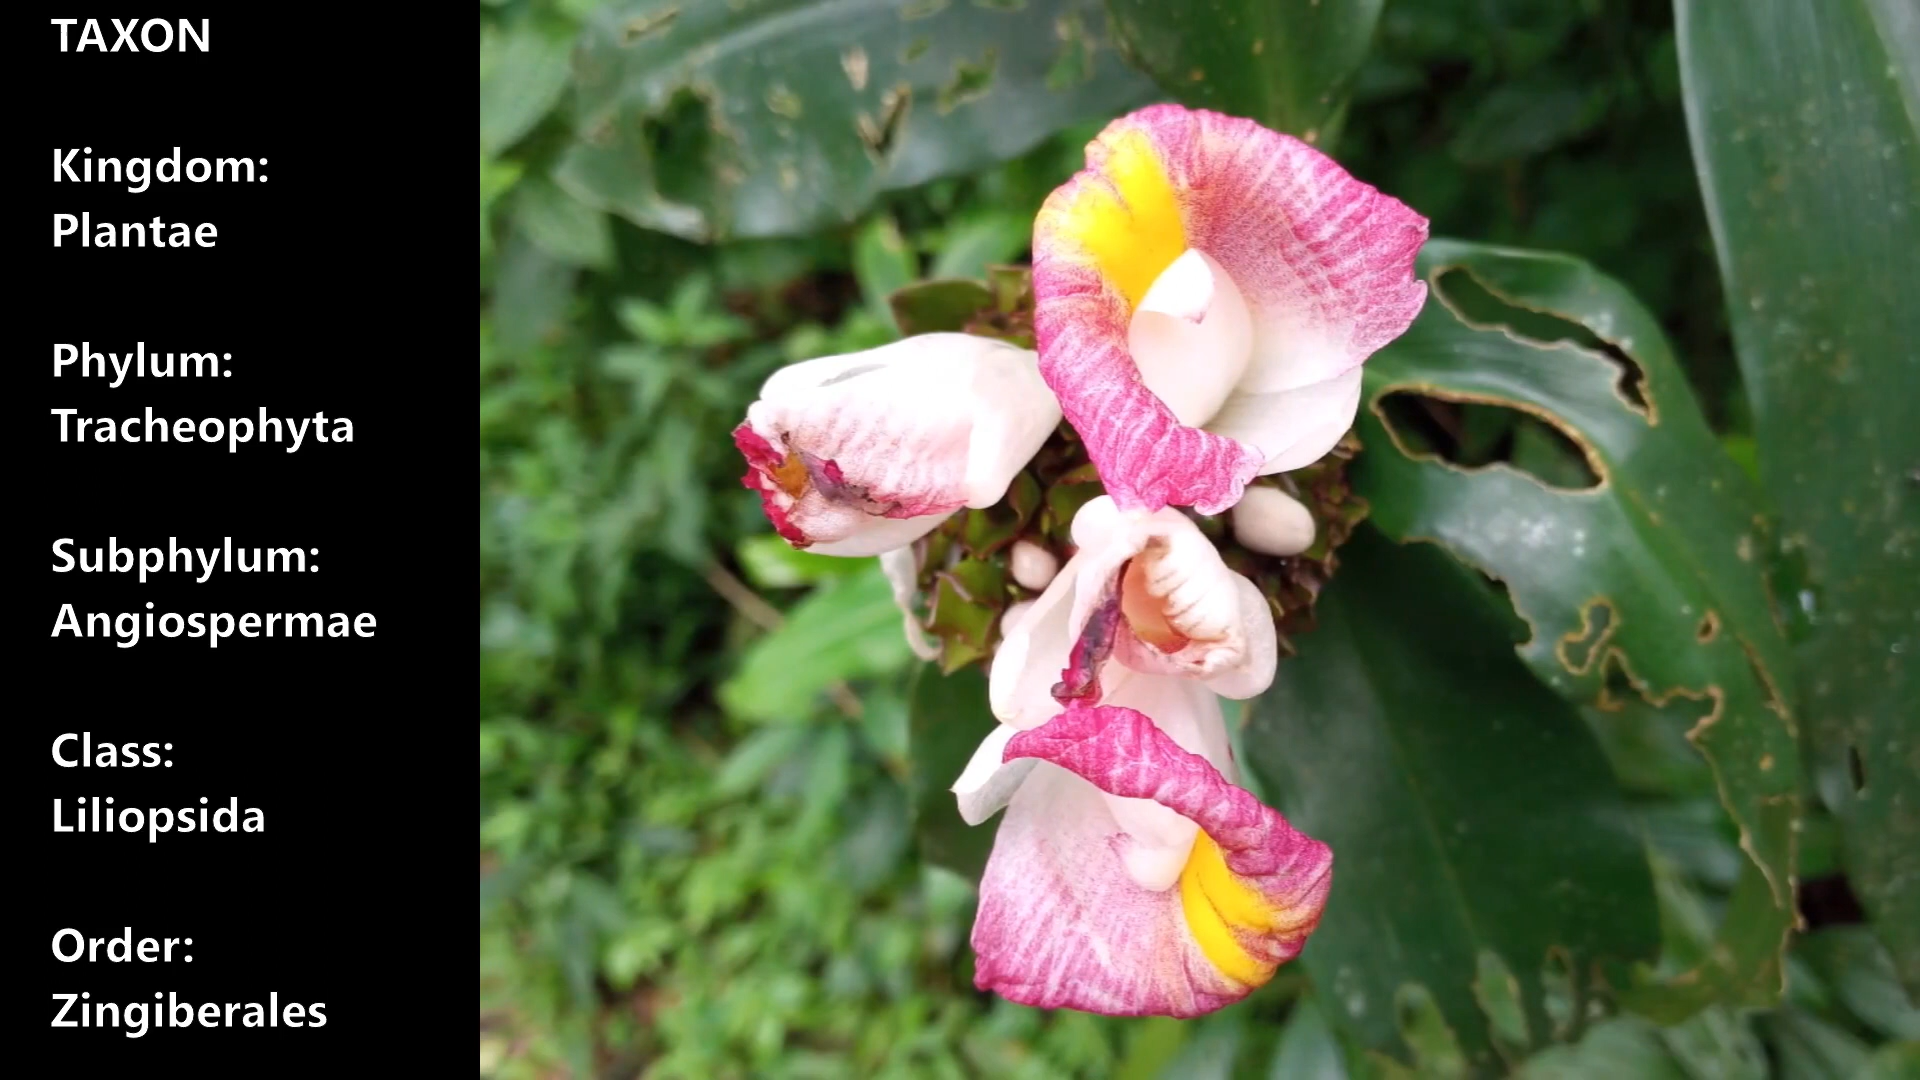 TAXON
Kingdom:
Plantae
Phylum:
Tracheophyta
Subphylum:
Angiospermae
Class:
Liliopsida
Order:
Zingiberales